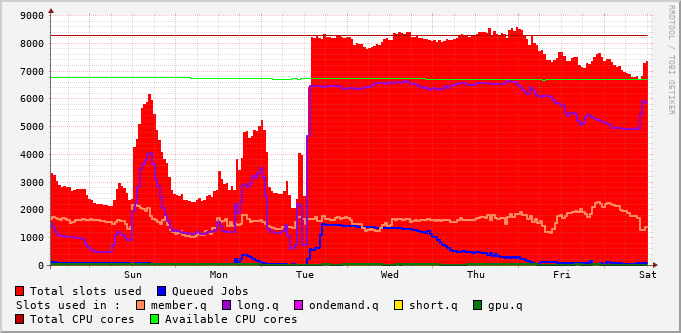 9000
8000
7000
6000
5000
4000
3000
2000
1000
0
Sun Mon Tue Wed Thu Fri Sat
RRDTOOL / TOBI OETIKER
Total slots used Queued Jobs
Slots used in : member.q long.q ondemand.q short.q gpu.q
Total CPU cores Available CPU cores